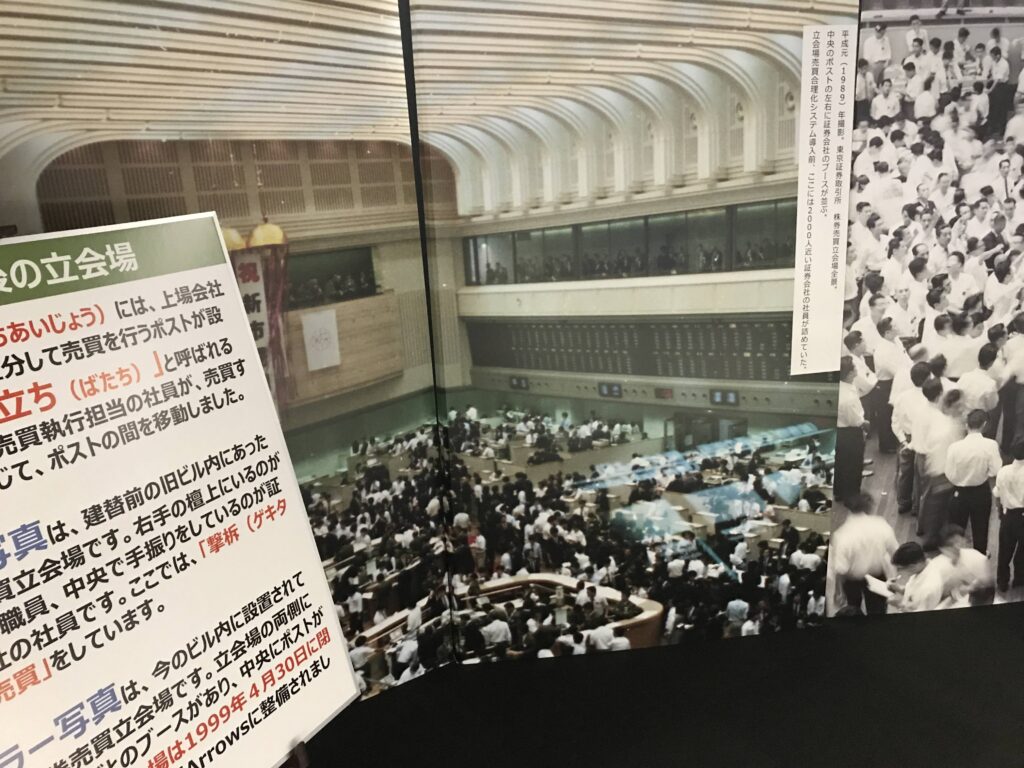 後の立会場
ちあいじょう）には、上場会社
分して売買を行うポストが設
立ち（ばたち）」と呼ばれる
売買執行担当の社員が、売買す
じて、ポストの間を移動しました。
写真は、建替前の旧ビル内にあった
買立会場です。右手の壇上にいるのが
職員、中央で手振りをしているのが証
社の社員です。ここでは、「撃柝（ゲキタ
売買」をしています。
ラー写真は、今のビル内に設置されて
券売買立会場です。立会場の両側に
とのブースがあり、中央にポストが
場は1999年4月30日に閉
Arrowsに整備されまし
祝
新
市
平成元（1989）年撮影。東京証券取引所　株券売買立会場全景。
中央のポストの左右に証券会社のブースが並ぶ。
立会場売買合理化システム導入前、ここには2000人近い証券会社の社員が詰めていた。